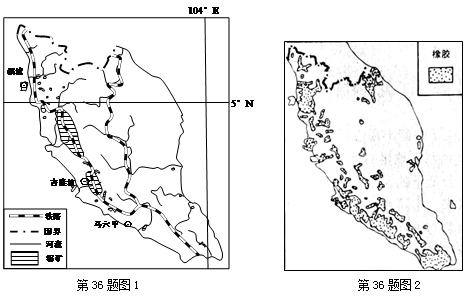 104°E
橡胶
槟城
5°N
吉隆坡
马六甲
铁路
国界
河流
锡矿
第36题图1
第36题图2